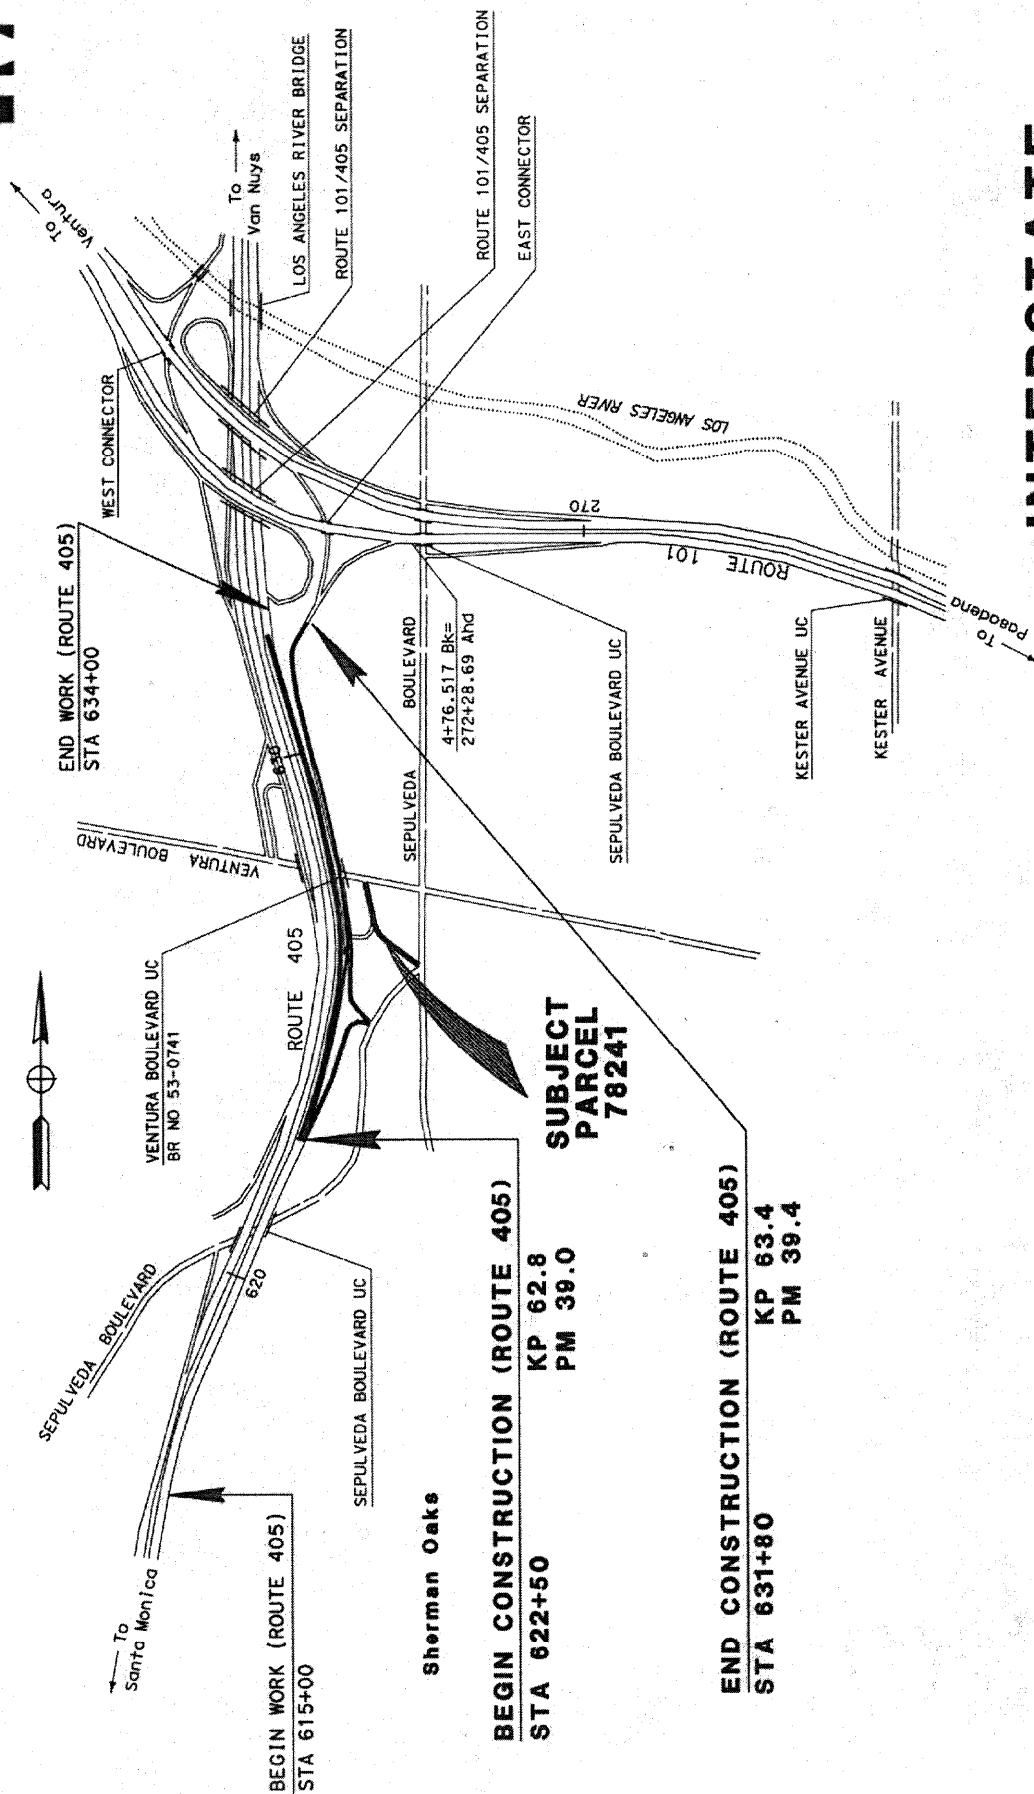 To
Ventura
To
Van Nuys
LOS ANGELES RIVER BRIDGE
ROUTE 101/405 SEPARATION
ROUTE 101/405 SEPARATION
EAST CONNECTOR
WEST CONNECTOR
END WORK (ROUTE 405)
STA 634+00
LOS ANGELES RIVER
270
ROUTE 101
To
Pasadena
KESTER AVENUE UC
KESTER AVENUE
SEPULVEDA BOULEVARD
4+76.517 Bk=
272+28.69 Ahd
SEPULVEDA BOULEVARD UC
630
VENTURA BOULEVARD
VENTURA BOULEVARD UC
BR NO 53-0741
ROUTE 405
SUBJECT
PARCEL
78241
SEPULVEDA BOULEVARD
620
SEPULVEDA BOULEVARD UC
To
Santa Monica
BEGIN WORK (ROUTE 405)
STA 615+00
Sherman Oaks
BEGIN CONSTRUCTION (ROUTE 405)
STA 622+50 KP 62.8
PM 39.0
END CONSTRUCTION (ROUTE 405)
STA 631+80 KP 63.4
PM 39.4